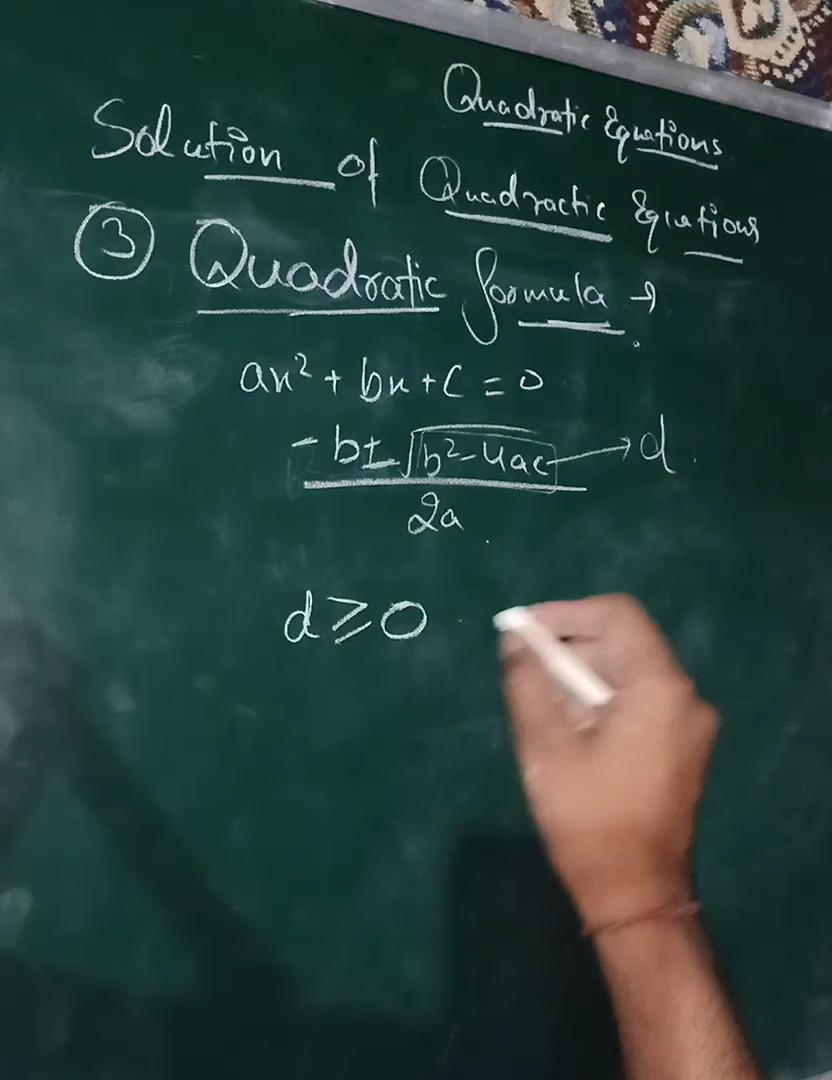 Quadratic Equations
Solution of Quadractic Equations
③ Quadratic formula →
ax² + bx + c = 0
-b ± √b²-4ac → d
2a
d ≥ 0